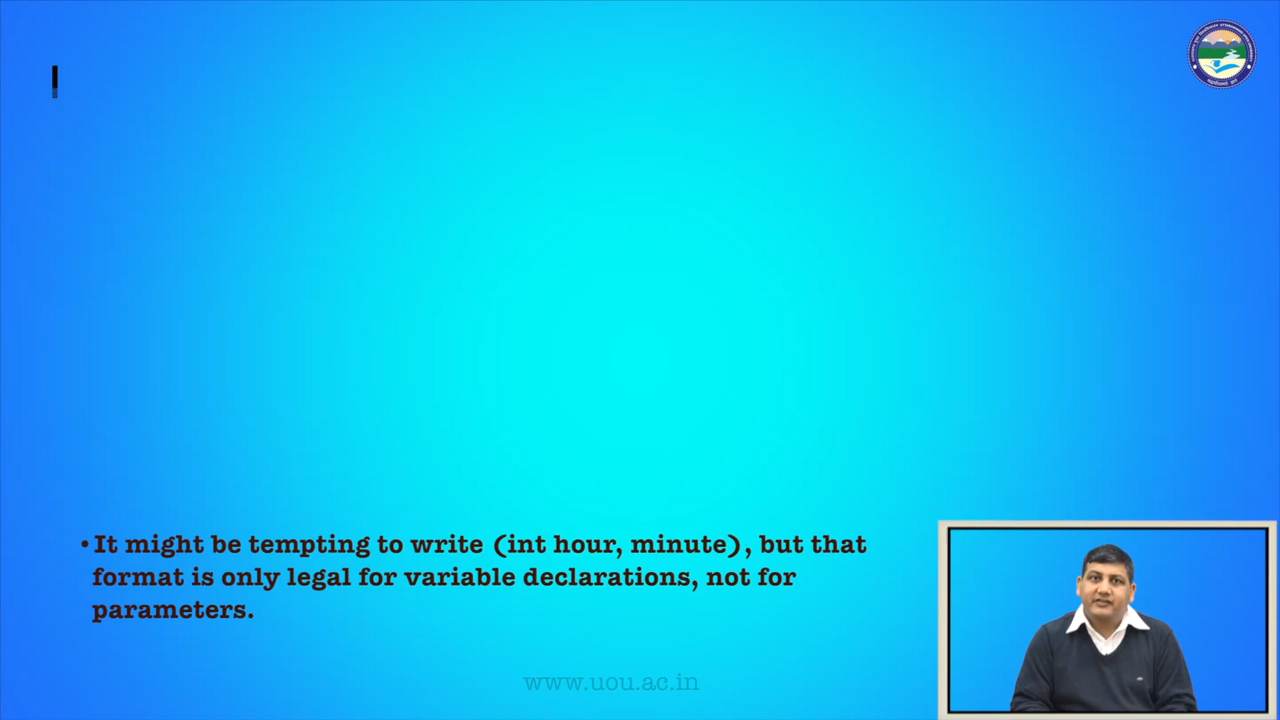 • It might be tempting to write (int hour, minute), but that
format is only legal for variable declarations, not for
parameters.
www.uou.ac.in